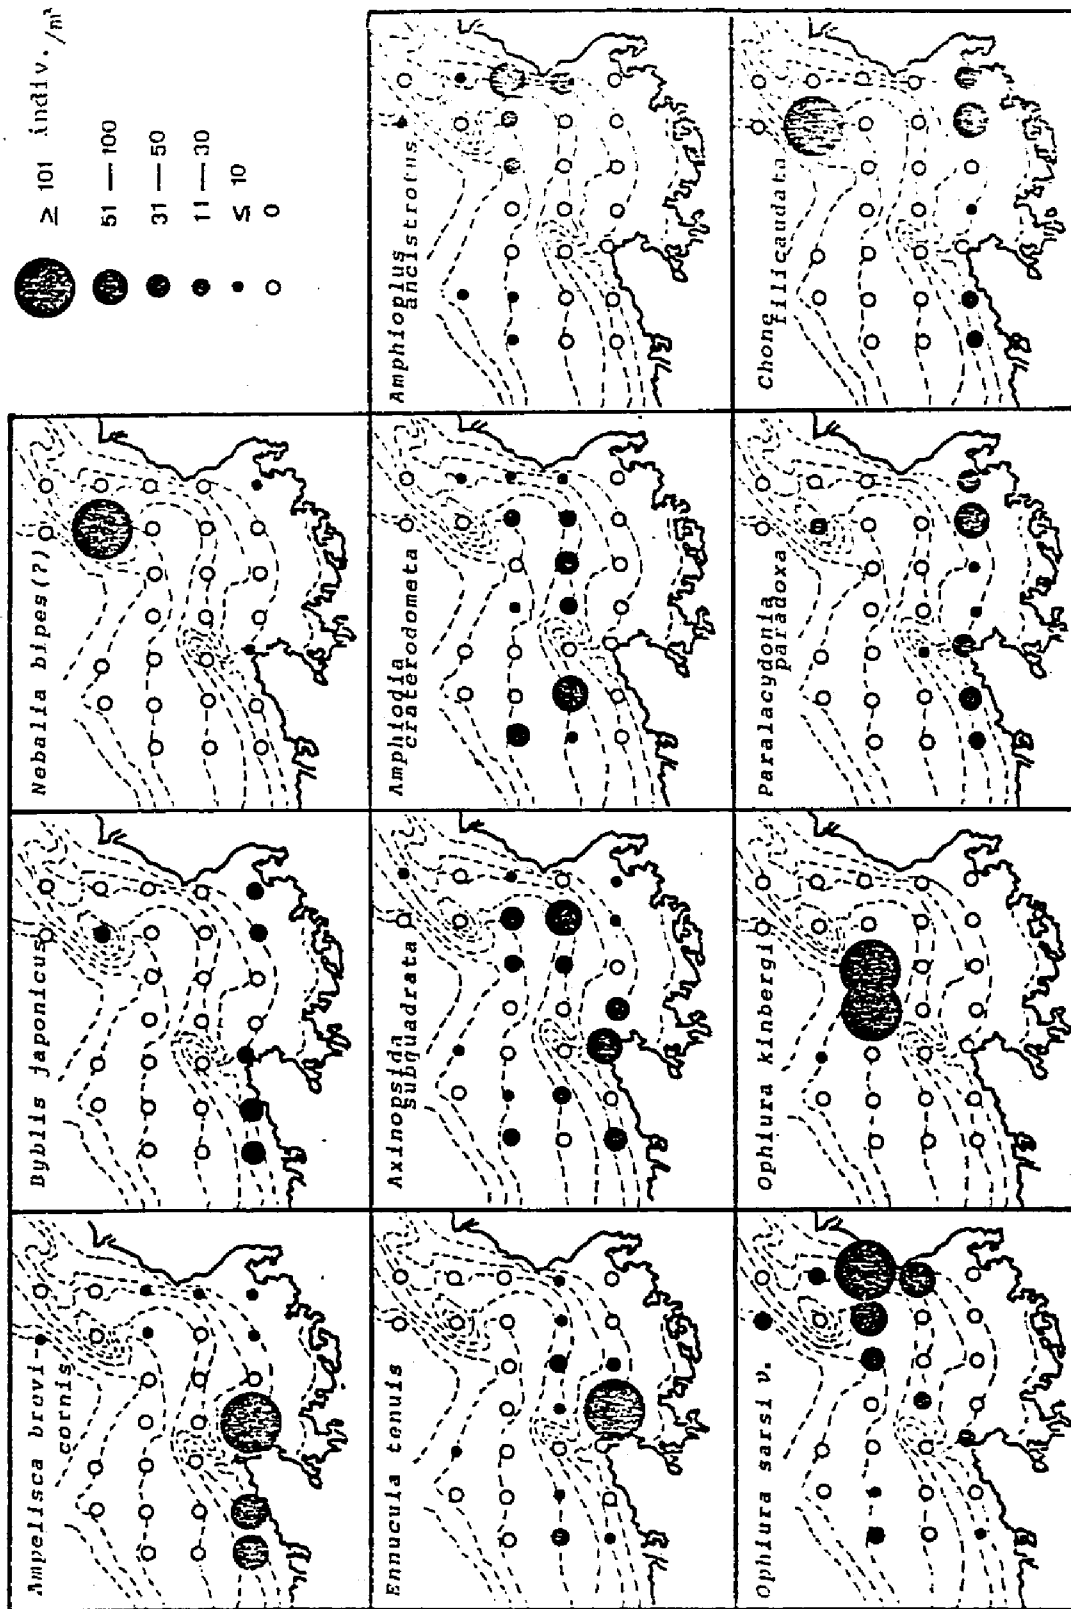 Ampelisca brevi-
cornis
Byblis japonicus
Nebalia bipes(?)
≥ 101 indiv./m²
51 — 100
31 — 50
11 — 30
≤ 10
0
Ennucula tenuis
Axinopsida
subquadrata
Amphiodia
craterodometa
Amphioplus
ancistrotus
Ophiura sarsi v.
Ophiura kinbergi
Paralacydonia
paradoxa
Chone
filicaudata